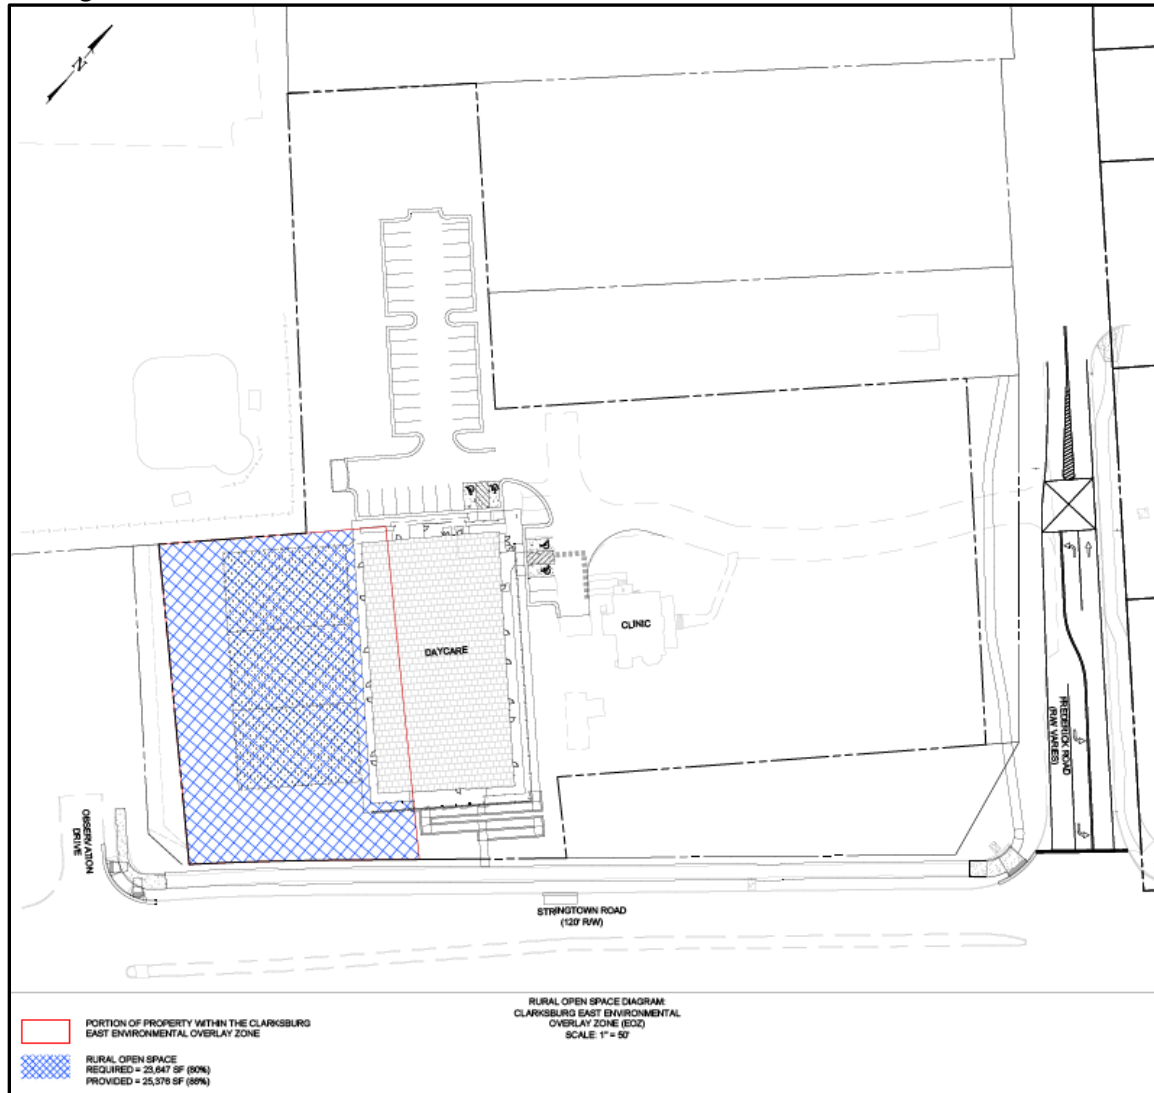 N
DAYCARE
CLINIC
FREDERICK ROAD
(R/W VARIES)
OBSERVATION
DRIVE
STRINGTOWN ROAD
(120' R/W)
RURAL OPEN SPACE DIAGRAM:
CLARKSBURG EAST ENVIRONMENTAL
OVERLAY ZONE (EOZ)
SCALE: 1" = 50'
PORTION OF PROPERTY WITHIN THE CLARKSBURG
EAST ENVIRONMENTAL OVERLAY ZONE
RURAL OPEN SPACE
REQUIRED = 23,647 SF (80%)
PROVIDED = 25,376 SF (86%)